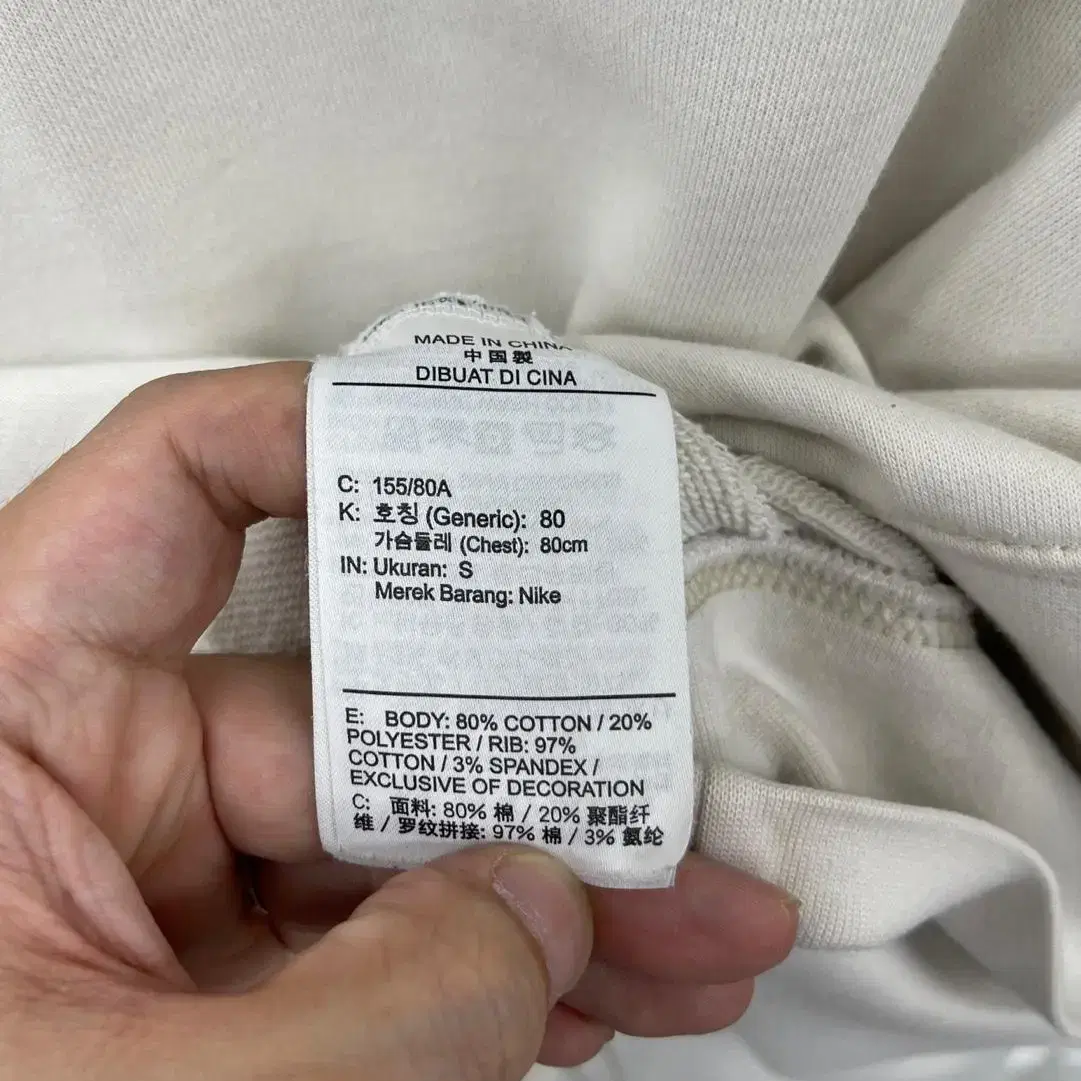 MADE IN CHINA
中国製
DIBUAT DI CINA
C: 155/80A
K: 호칭 (Generic): 80
가슴둘레 (Chest): 80cm
IN: Ukuran: S
Merek Barang: Nike
E: BODY: 80% COTTON / 20%
POLYESTER / RIB: 97%
COTTON / 3% SPANDEX /
EXCLUSIVE OF DECORATION
C: 面料: 80% 棉 / 20% 聚酯纤
维 / 罗纹拼接: 97% 棉 / 3% 氨纶